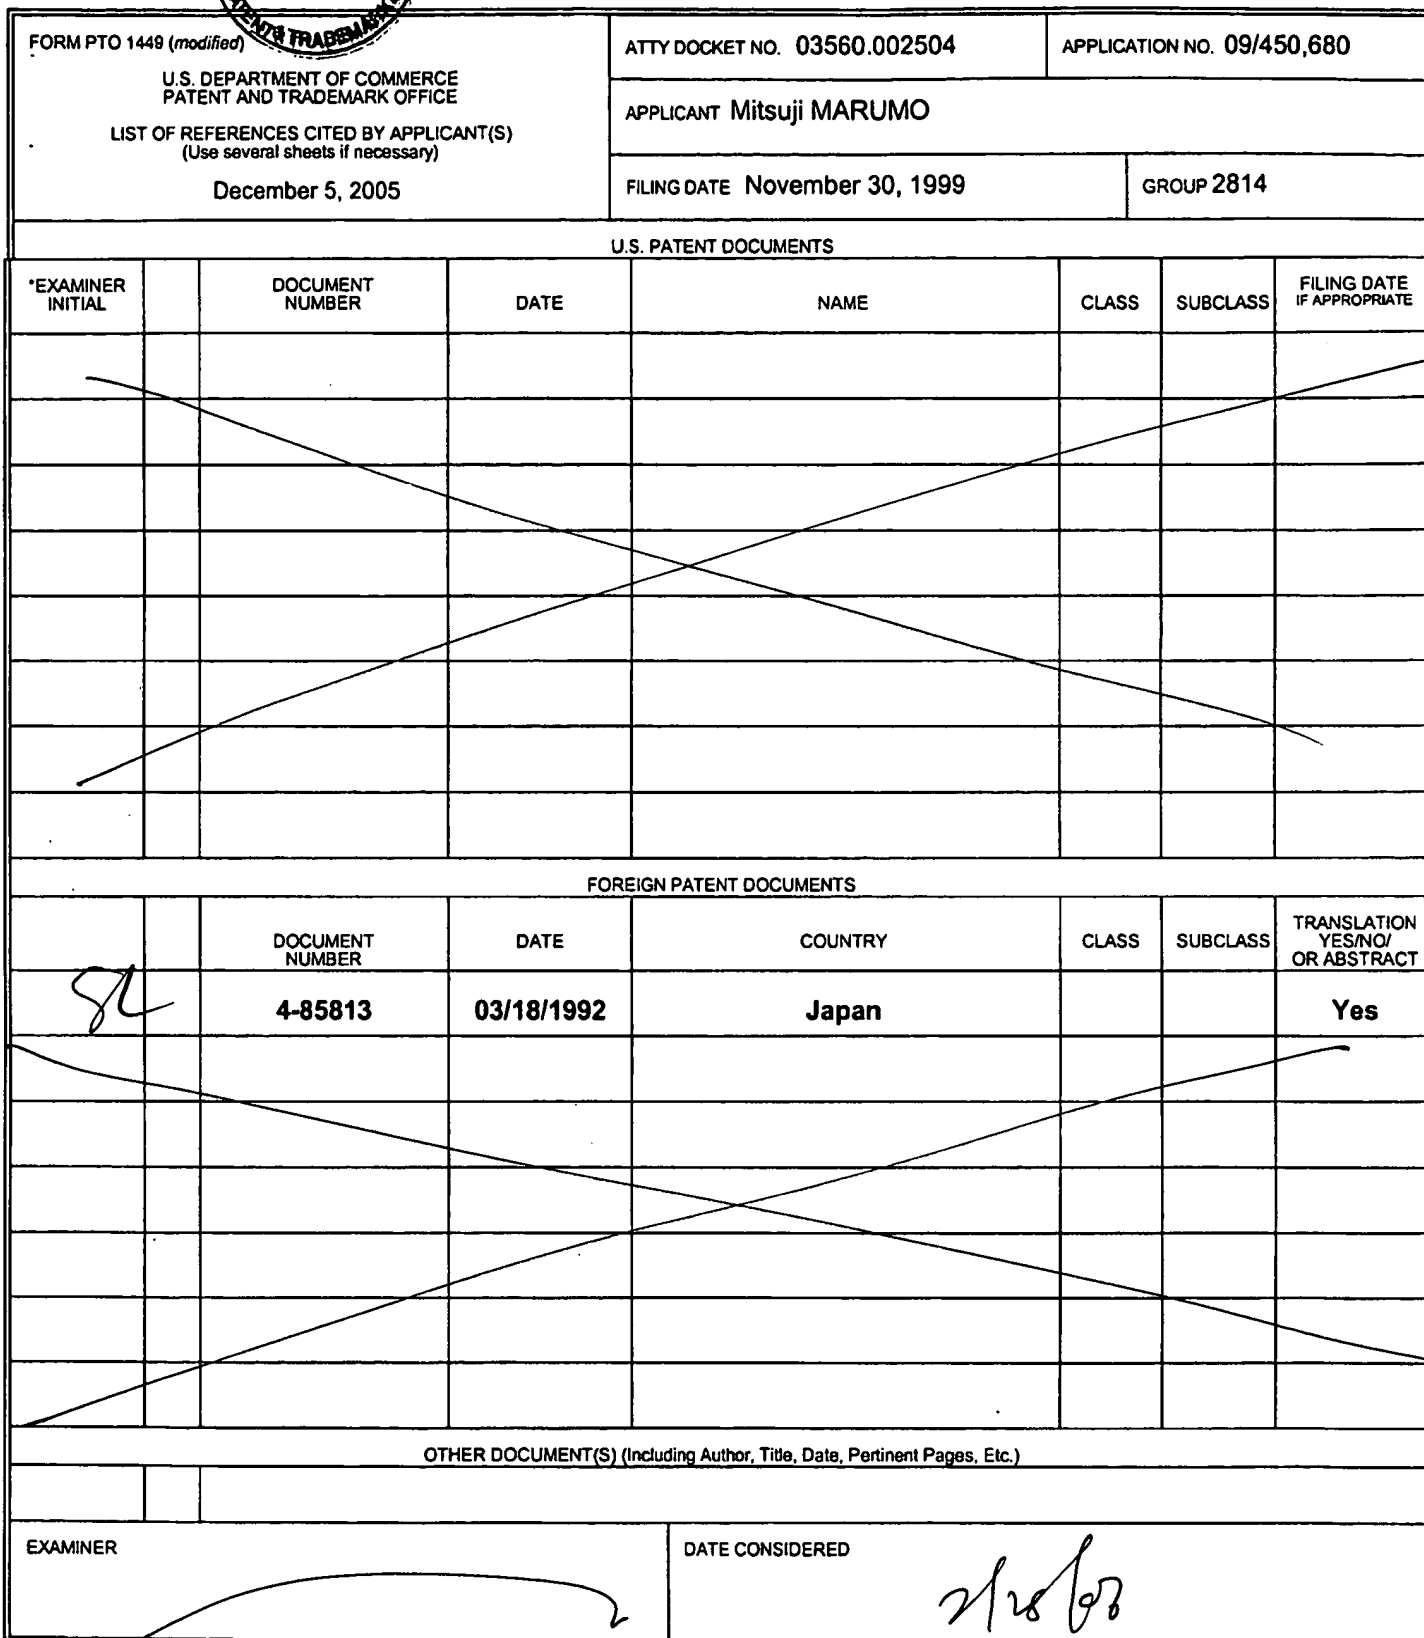 TRADEMARK
FORM PTO 1449 (modified)
U.S. DEPARTMENT OF COMMERCE
PATENT AND TRADEMARK OFFICE
LIST OF REFERENCES CITED BY APPLICANT(S)
(Use several sheets if necessary)
December 5, 2005
ATTY DOCKET NO. 03560.002504
APPLICATION NO. 09/450,680
APPLICANT Mitsuji MARUMO
FILING DATE November 30, 1999
GROUP 2814
U.S. PATENT DOCUMENTS
*EXAMINER
INITIAL
DOCUMENT
NUMBER
DATE
NAME
CLASS
SUBCLASS
FILING DATE
IF APPROPRIATE
FOREIGN PATENT DOCUMENTS
DOCUMENT
NUMBER
DATE
COUNTRY
CLASS
SUBCLASS
TRANSLATION
YES/NO/
OR ABSTRACT
4-85813
03/18/1992
Japan
Yes
OTHER DOCUMENT(S) (Including Author, Title, Date, Pertinent Pages, Etc.)
EXAMINER
DATE CONSIDERED